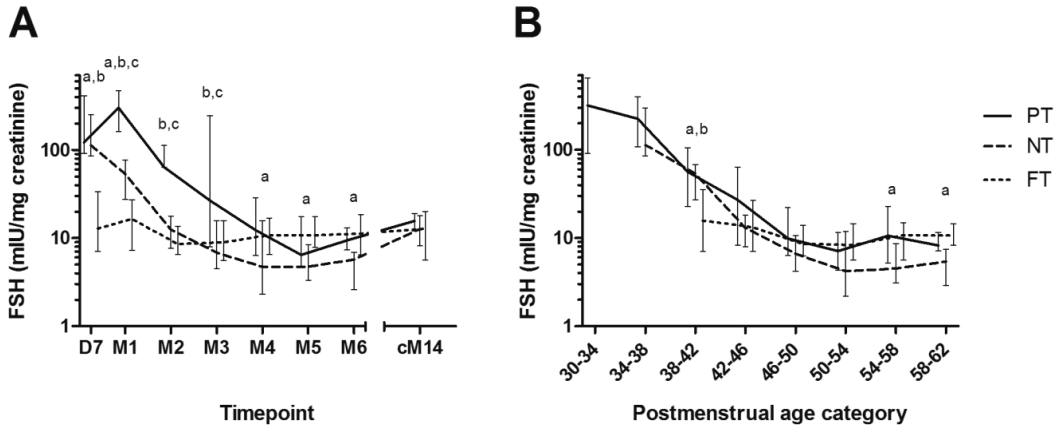 A
a,b
a,b,c
b,c
b,c
a
a
a
FSH (mIU/mg creatinine)
100
10
1
D7 M1 M2 M3 M4 M5 M6 cM14
Timepoint
B
a,b
a
a
FSH (mIU/mg creatinine)
100
10
1
30-34 34-38 38-42 42-46 46-50 50-54 54-58 58-62
Postmenstrual age category
PT
NT
FT